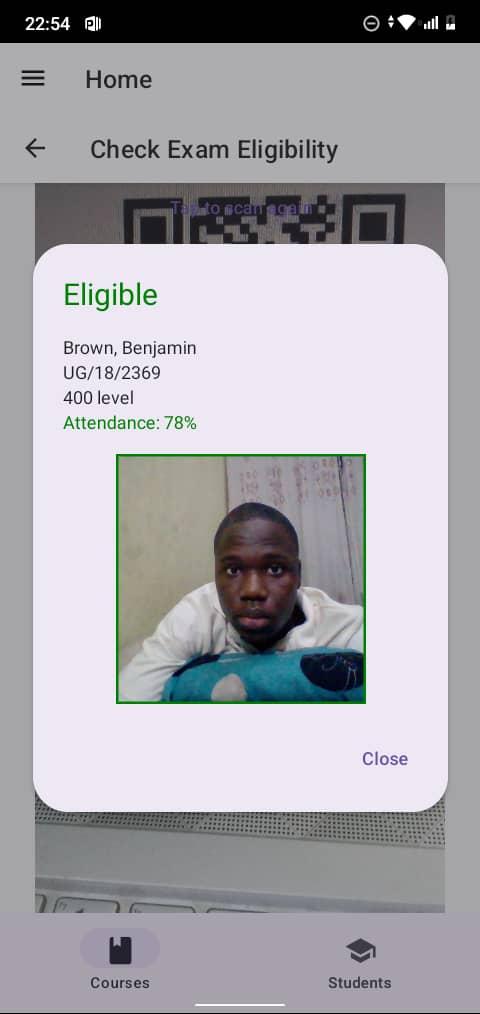 22:54
Home
Check Exam Eligibility
Tap to scan again
Eligible
Brown, Benjamin
UG/18/2369
400 level
Attendance: 78%
Close
Courses
Students